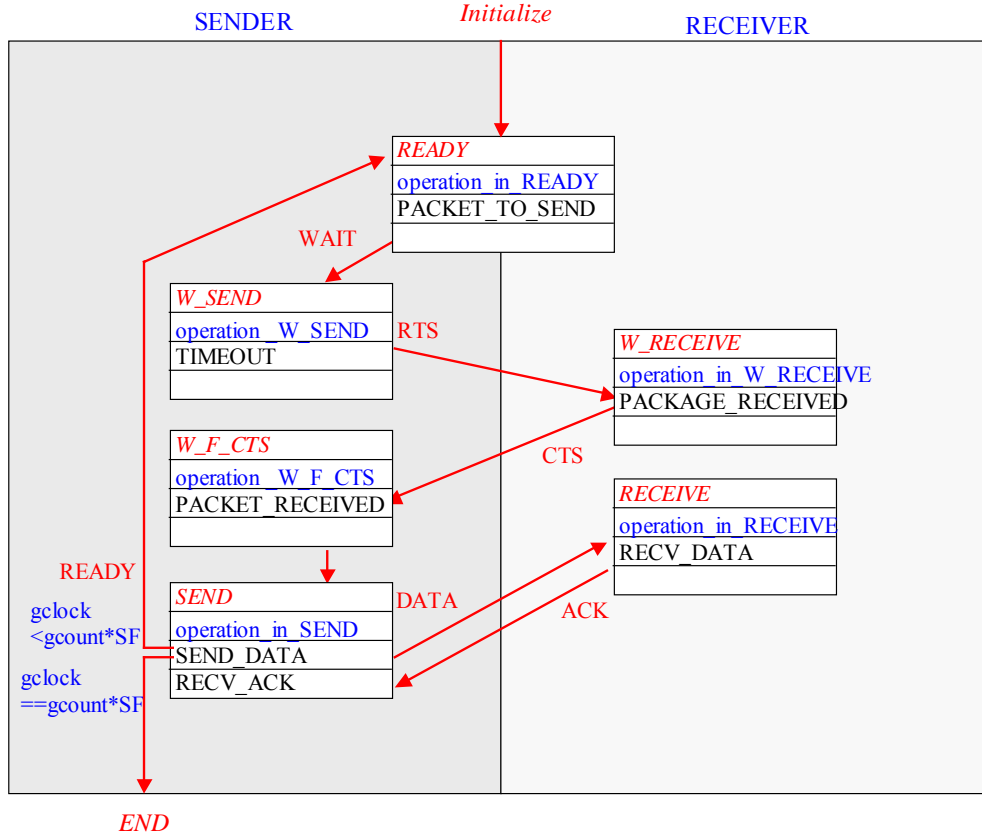 SENDER
Initialize
RECEIVER
READY
operation_in_READY
PACKET_TO_SEND
WAIT
W_SEND
operation _W_SEND
TIMEOUT
RTS
W_RECEIVE
operation_in_W_RECEIVE
PACKAGE_RECEIVED
W_F_CTS
operation _W_F_CTS
PACKET_RECEIVED
CTS
RECEIVE
operation_in_RECEIVE
RECV_DATA
READY
SEND
operation_in_SEND
SEND_DATA
RECV_ACK
DATA
ACK
gclock
<gcount*SF
gclock
==gcount*SF
END